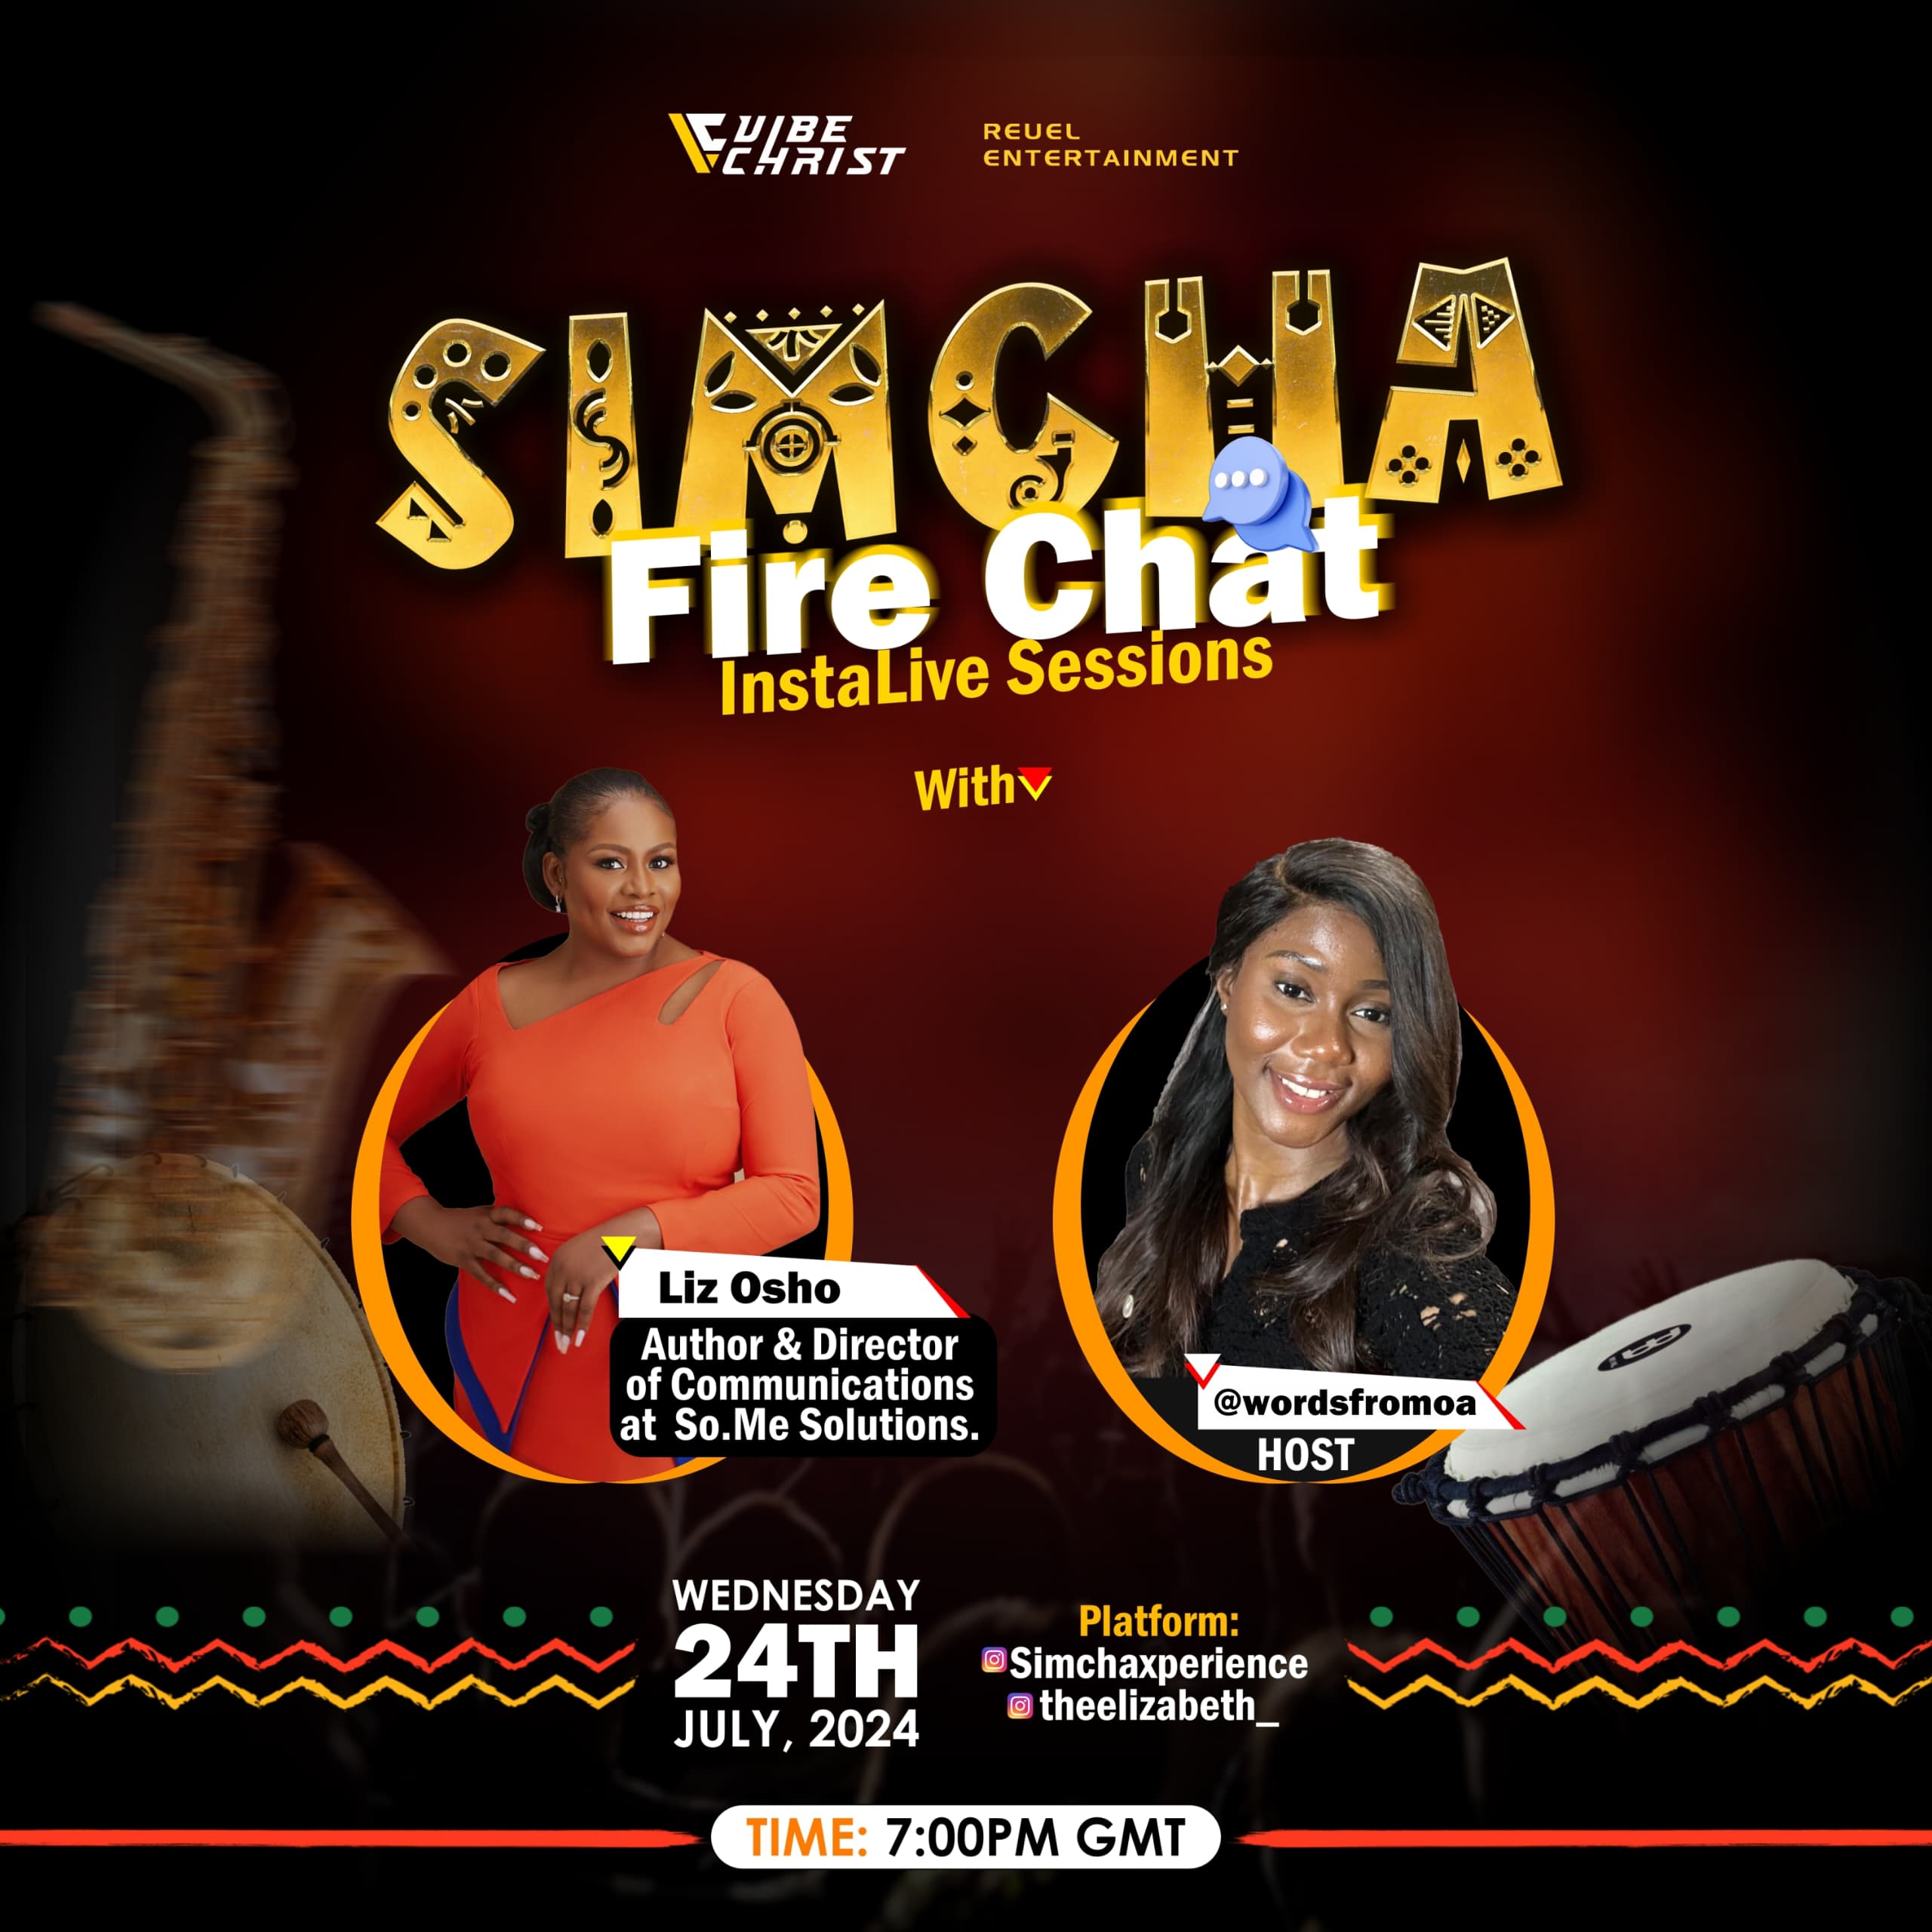 VIBE
CHRIST
REUEL
ENTERTAINMENT
SIMCHA
Fire Chat
InstaLive Sessions
With
Liz Osho
Author & Director
of Communications
at So.Me Solutions.
@wordsfromoa
HOST
WEDNESDAY
24TH
JULY, 2024
Platform:
Simchaxperience
theelizabeth_
TIME: 7:00PM GMT